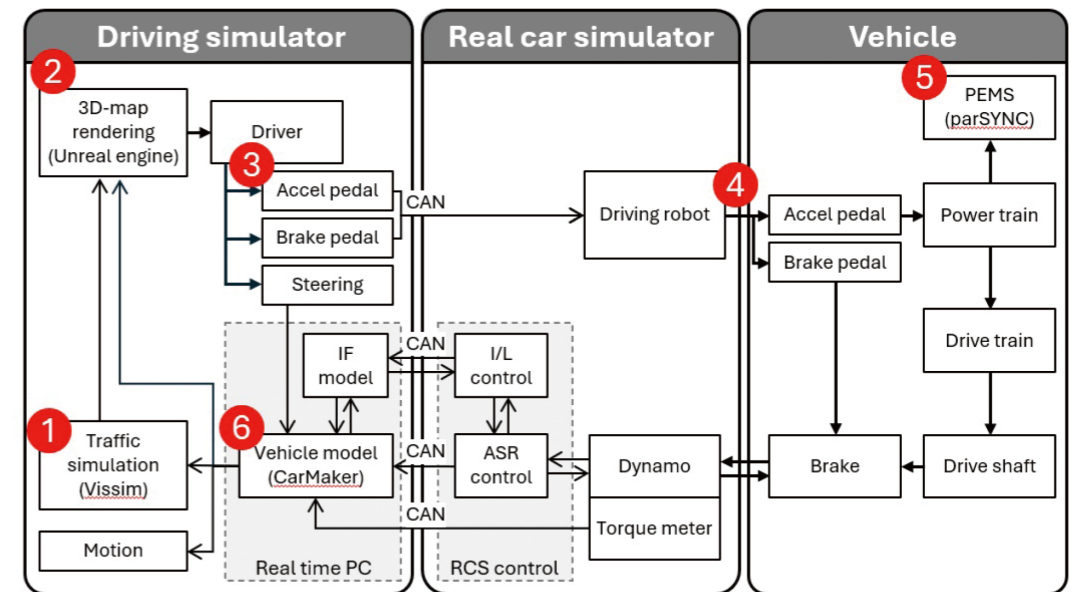 Driving simulator
Real car simulator
Vehicle
2
3D-map
rendering
(Unreal engine)
Driver
3
Accel pedal
Brake pedal
Steering
CAN
Driving robot
4
Accel pedal
Brake pedal
5
PEMS
(parSYNC)
Power train
Drive train
Drive shaft
Brake
IF
model
CAN
I/L
control
1
Traffic
simulation
(Vissim)
6
Vehicle model
(CarMaker)
CAN
ASR
control
Dynamo
Torque meter
CAN
Motion
Real time PC
RCS control